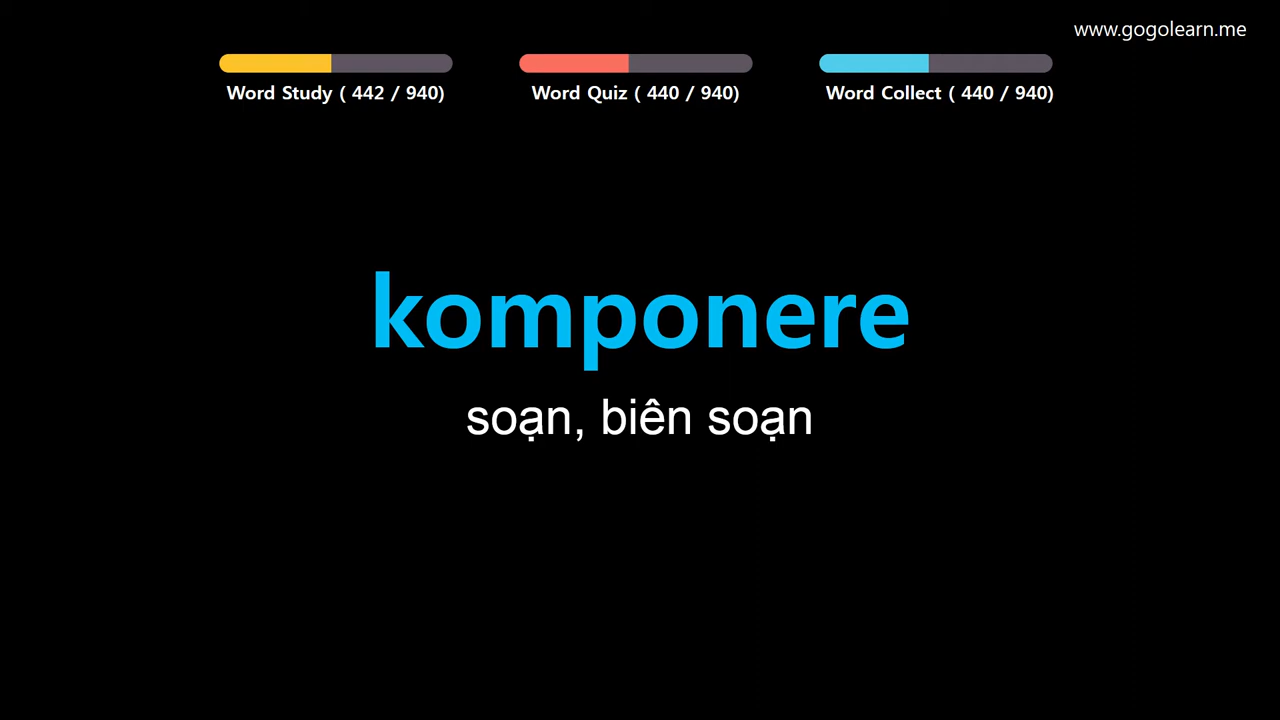 www.gogolearn.me
Word Study ( 442 / 940)
Word Quiz ( 440 / 940)
Word Collect ( 440 / 940)
komponere
soạn, biên soạn